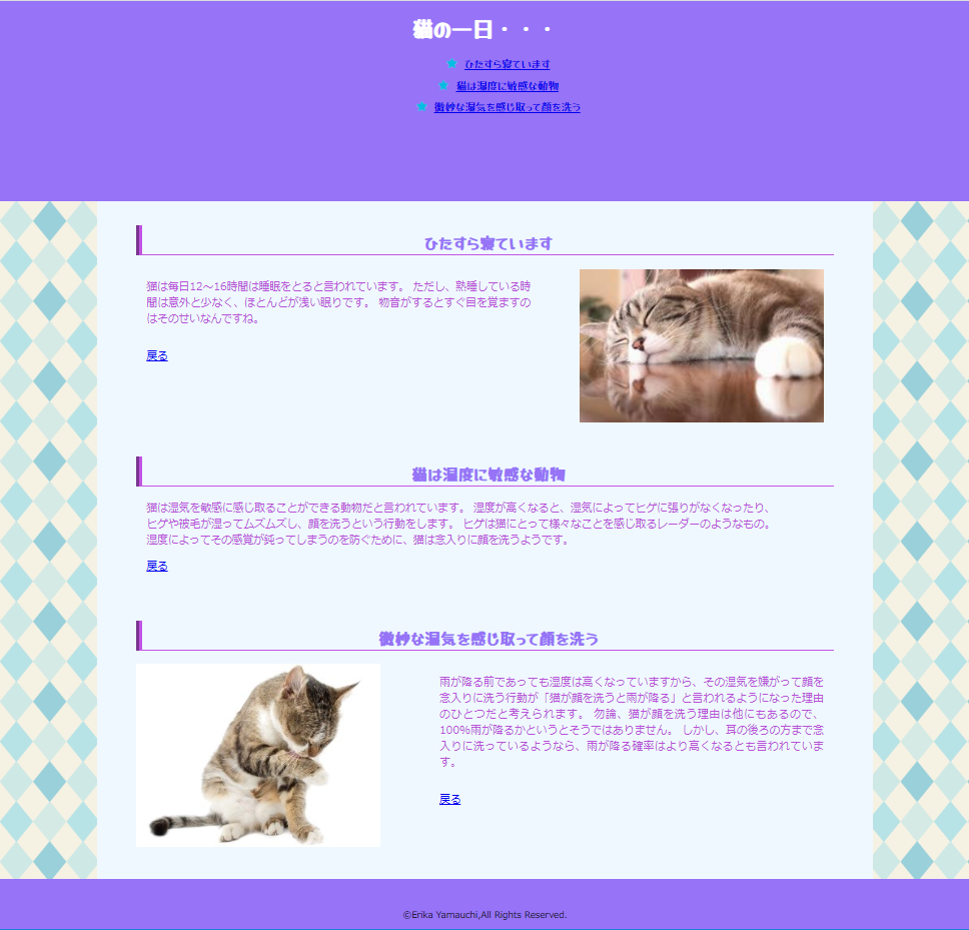 猫の一日・・・
ひたすら寝ています
猫は湿度に敏感な動物
微妙な湿気を感じ取って顔を洗う
ひたすら寝ています
猫は毎日12～16時間は睡眠をとると言われています。 ただし、熟睡している時
間は意外と少なく、ほとんどが浅い眠りです。 物音がするとすぐ目を覚ますの
はそのせいなんですね。
戻る
猫は湿度に敏感な動物
猫は湿気を敏感に感じ取ることができる動物だと言われています。 湿度が高くなると、湿気によってヒゲに張りがなくなったり、
ヒゲや被毛が湿ってムズムズし、顔を洗うという行動をします。 ヒゲは猫にとって様々なことを感じ取るレーダーのようなもの。
湿度によってその感覚が鈍ってしまうのを防ぐために、猫は念入りに顔を洗うようです。
戻る
微妙な湿気を感じ取って顔を洗う
雨が降る前であっても湿度は高くなっていますから、その湿気を嫌がって顔を
念入りに洗う行動が「猫が顔を洗うと雨が降る」と言われるようになった理由
のひとつだと考えられます。 勿論、猫が顔を洗う理由は他にもあるので、
100%雨が降るかというとそうではありません。 しかし、耳の後ろの方まで念
入りに洗っているようなら、雨が降る確率はより高くなるとも言われていま
す。
戻る
©Erika Yamauchi,All Rights Reserved.